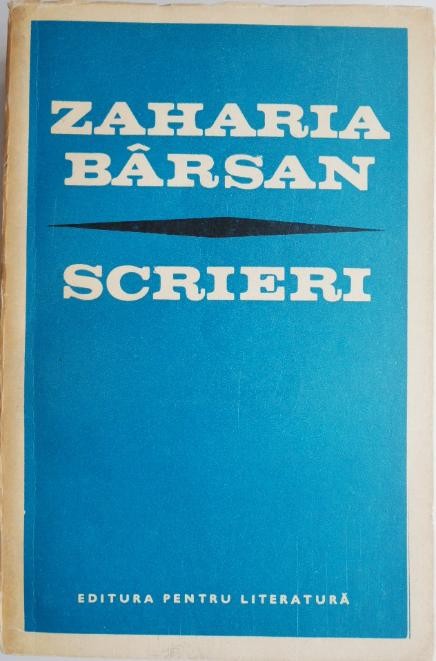 ZAHARIA
BÂRSAN
SCRIERI
EDITURA PENTRU LITERATURĂ